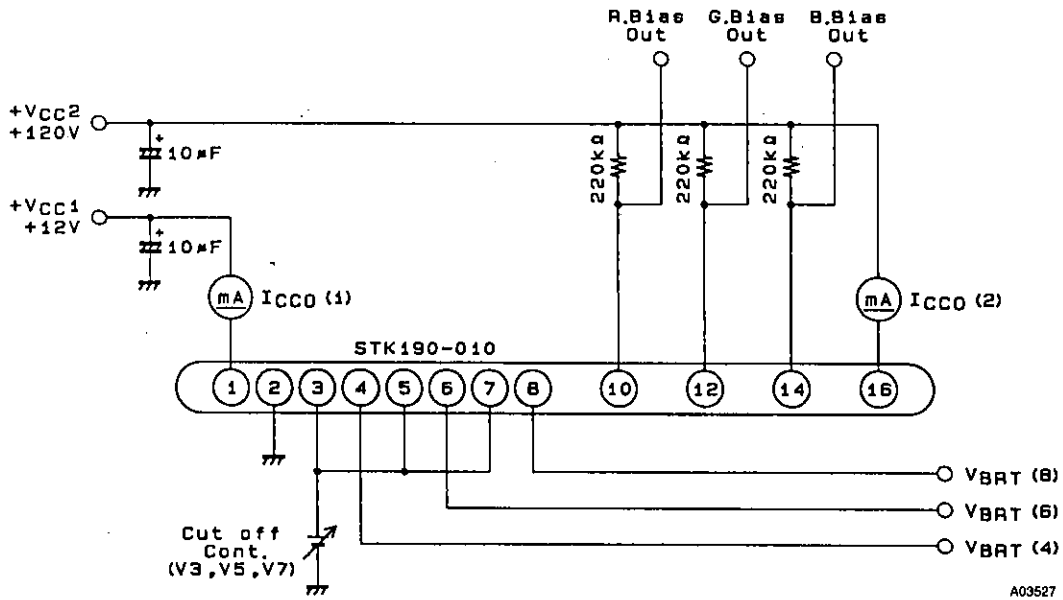 R.Bias Out
G.Bias Out
B.Bias Out
+VCC2
+120V
10μF
220kΩ
220kΩ
220kΩ
+VCC1
+12V
10μF
mA
ICCO (1)
mA
ICCO (2)
STK190-010
1 2 3 4 5 6 7 8 10 12 14 16
VBRT (8)
VBRT (6)
VBRT (4)
Cut off
Cont.
(V3,V5,V7)
A03527